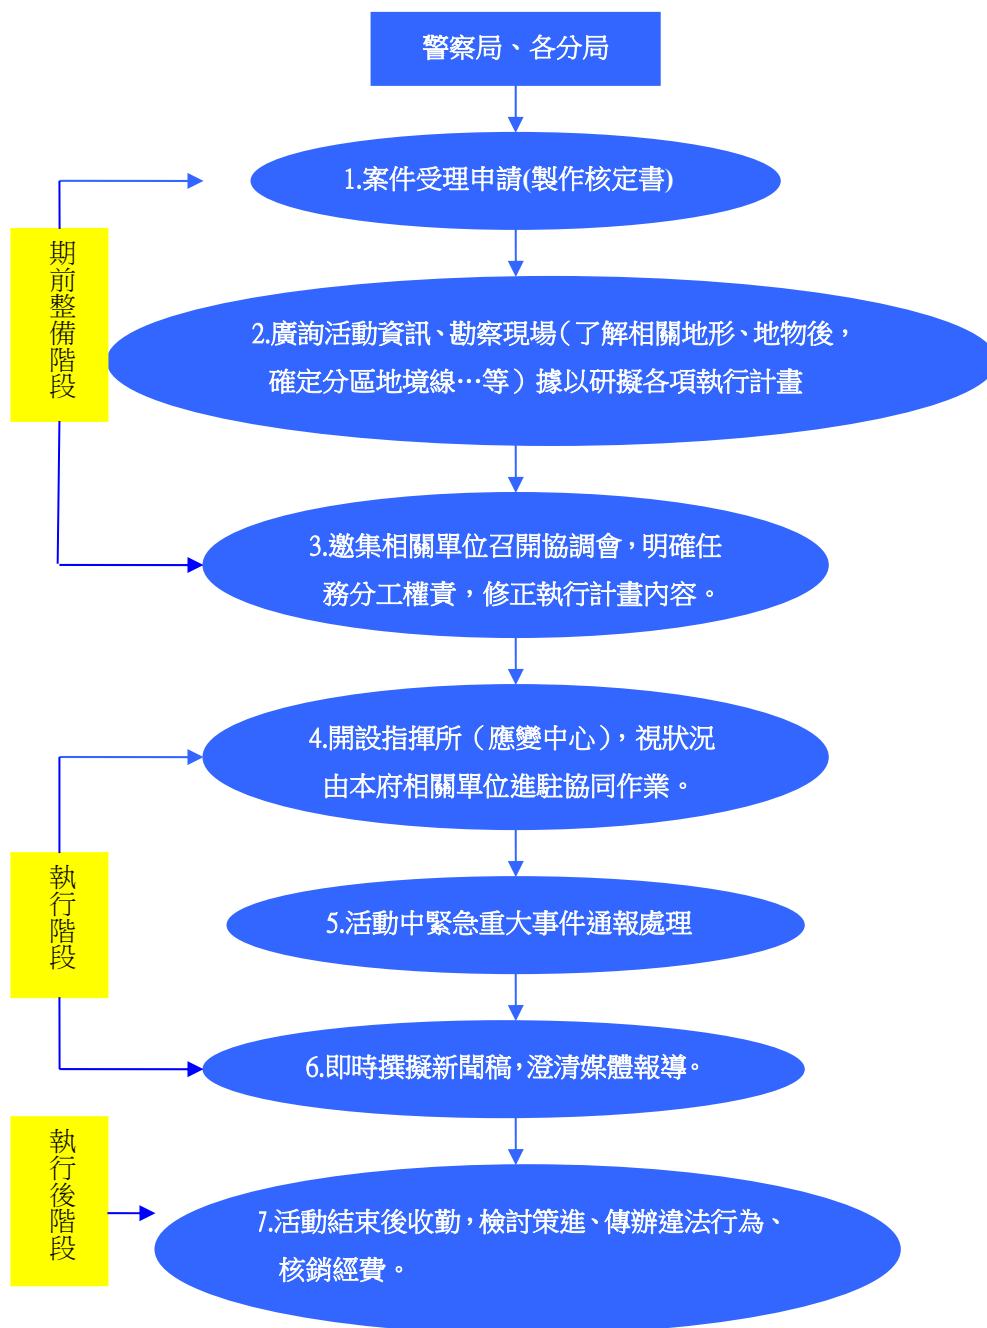 警察局、各分局
1.案件受理申請(製作核定書)
期前整備階段
2.廣詢活動資訊、勘察現場（了解相關地形、地物後，
確定分區地境線…等）據以研擬各項執行計畫
3.邀集相關單位召開協調會，明確任
務分工權責，修正執行計畫內容。
4.開設指揮所（應變中心），視狀況
由本府相關單位進駐協同作業。
執行階段
5.活動中緊急重大事件通報處理
6.即時撰擬新聞稿，澄清媒體報導。
執行後階段
7.活動結束後收勤，檢討策進、傳辦違法行為、
核銷經費。